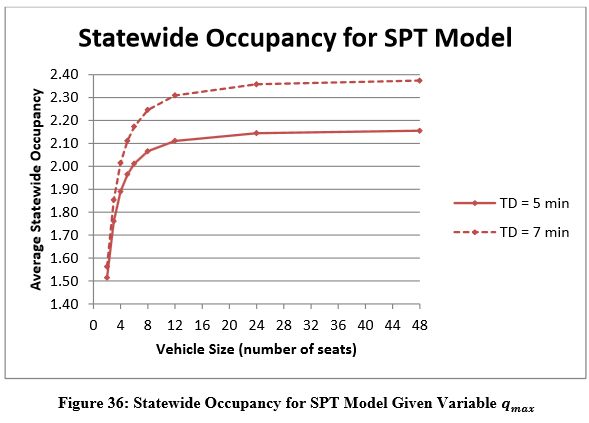 Statewide Occupancy for SPT Model
Average Statewide Occupancy
2.40
2.30
2.20
2.10
2.00
1.90
1.80
1.70
1.60
1.50
1.40
0 4 8 12 16 20 24 28 32 36 40 44 48
Vehicle Size (number of seats)
TD = 5 min
TD = 7 min
Figure 36: Statewide Occupancy for SPT Model Given Variable qmax